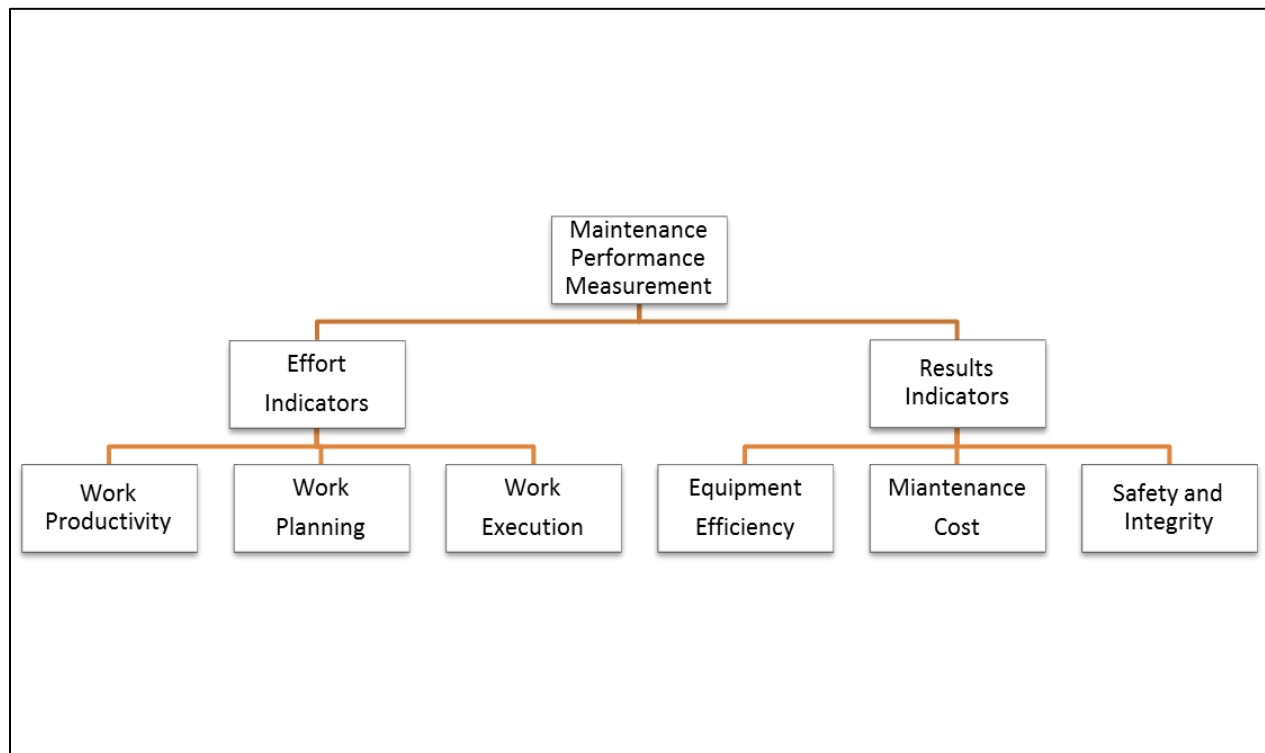 Maintenance
Performance
Measurement
Effort
Indicators
Results
Indicators
Work
Productivity
Work
Planning
Work
Execution
Equipment
Efficiency
Miantenance
Cost
Safety and
Integrity